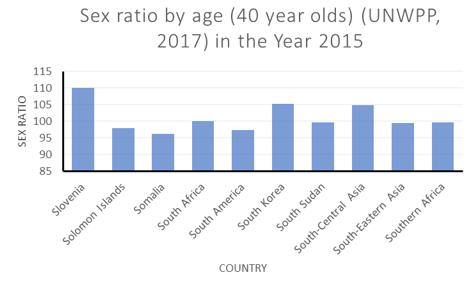 Sex ratio by age (40 year olds) (UNWPP,
2017) in the Year 2015
115
110
105
100
95
90
85
SEX RATIO
Slovenia
Solomon Islands
Somalia
South Africa
South America
South Korea
South Sudan
South-Central Asia
South-Eastern Asia
Southern Africa
COUNTRY